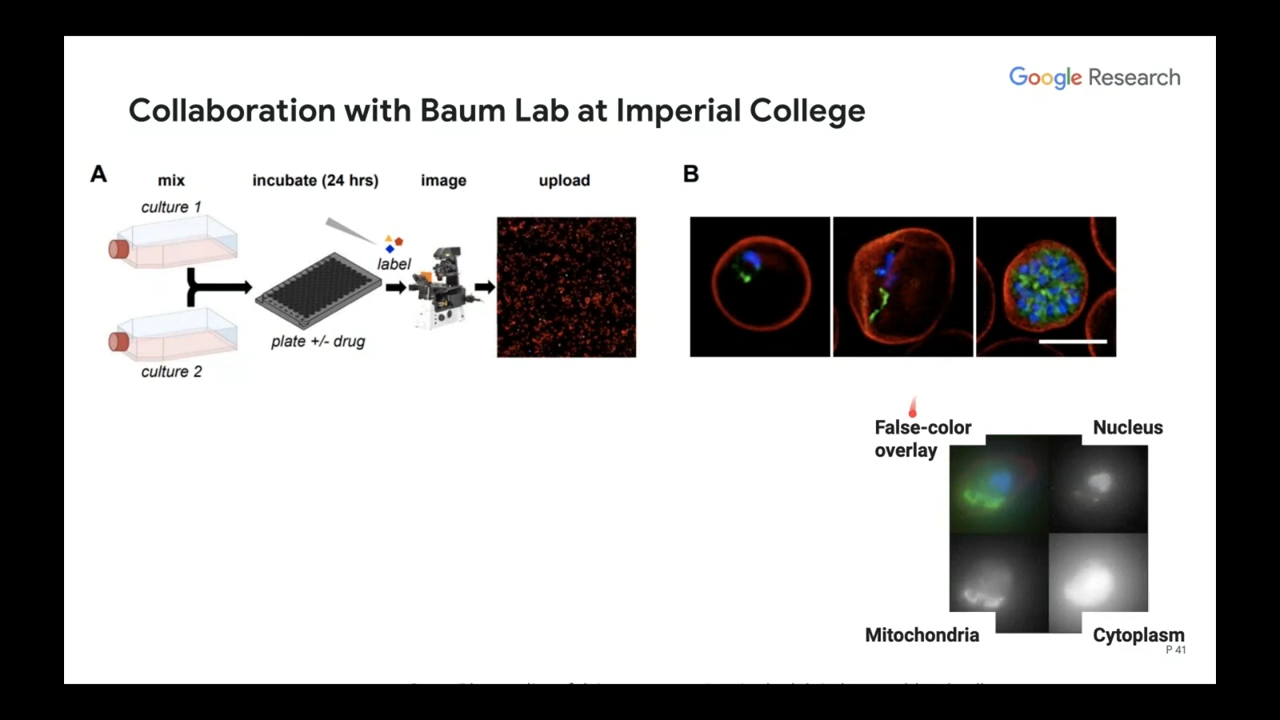 Google Research
Collaboration with Baum Lab at Imperial College
A
mix
incubate (24 hrs)
image
upload
culture 1
label
plate +/- drug
culture 2
B
False-color
overlay
Nucleus
Mitochondria
Cytoplasm
P 41